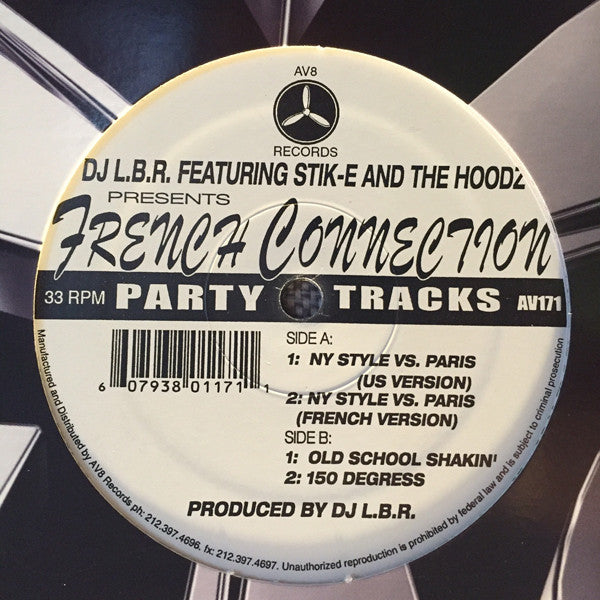 AV8
RECORDS
DJ L.B.R. FEATURING STIK-E AND THE HOODZ
PRESENTS
FRENCH CONNECTION
33 RPM PARTY TRACKS AV171
SIDE A:
1: NY STYLE VS. PARIS
(US VERSION)
2: NY STYLE VS. PARIS
(FRENCH VERSION)
SIDE B:
1: OLD SCHOOL SHAKIN'
2: 150 DEGRESS
6 07938 01171 1
PRODUCED BY DJ L.B.R.
Manufactured and Distributed by AV8 Records ph: 212.397.4696. fx: 212.397.4697. Unauthorized reproduction is prohibited by federal law and is subject to criminal prosecution